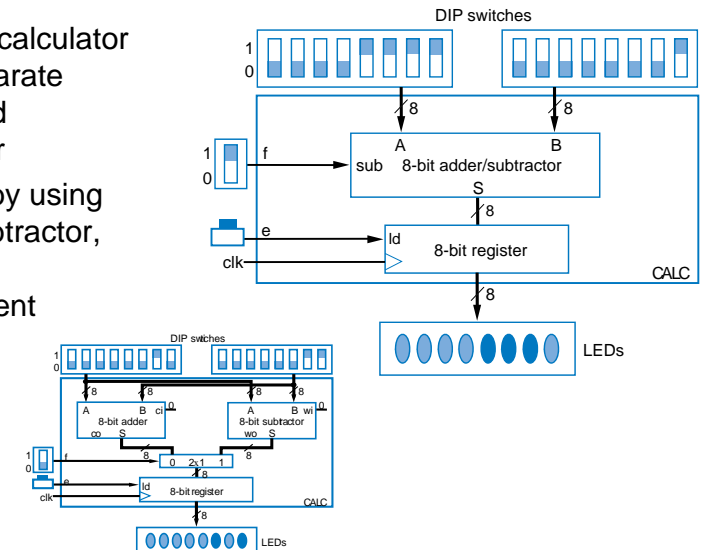 calculator
arate
d
r
by using
otractor,
ent
DIP switches
1
0
8
8
A
B
1
0
f
sub 8-bit adder/subtractor
S
8
e
ld
8-bit register
clk
CALC
8
LEDs
DIP switches
1
0
8
8
8
8
A B ci 0
A B wi 0
8-bit adder
8-bit subtractor
co S
wo S
8
8
1
0
f
0 2x1 1
8
e
ld
8-bit register
clk
CALC
8
LEDs